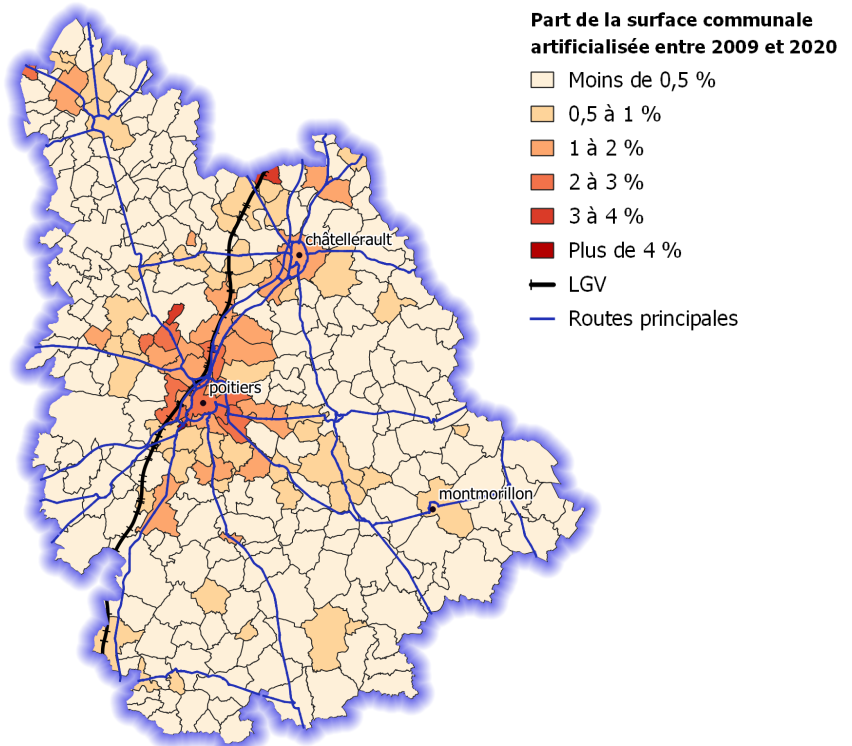 Part de la surface communale
artificialisée entre 2009 et 2020
Moins de 0,5 %
0,5 à 1 %
1 à 2 %
2 à 3 %
3 à 4 %
Plus de 4 %
LGV
Routes principales
châtellerault
poitiers
montmorillon